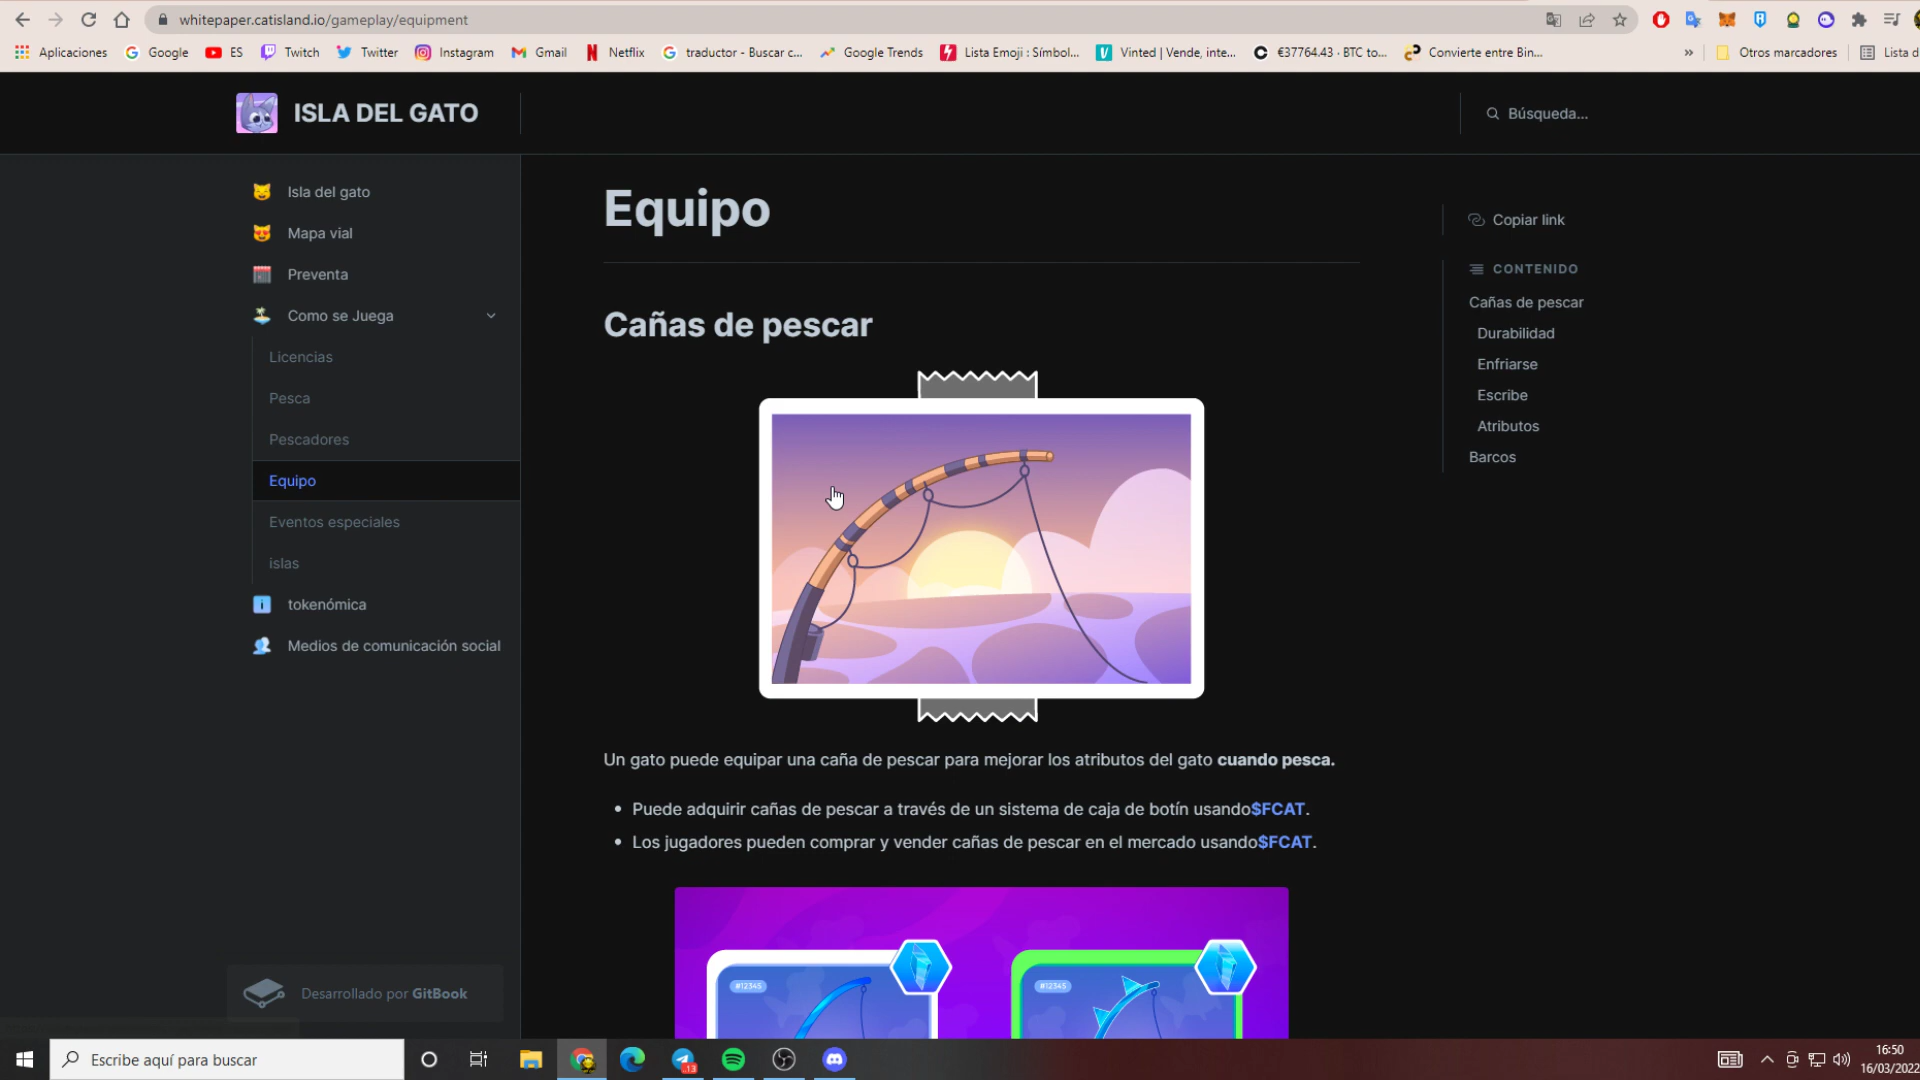 whitepaper.catisland.io/gameplay/equipment
Aplicaciones
Google
ES
Twitch
Twitter
Instagram
Gmail
Netflix
traductor - Buscar c...
Google Trends
Lista Emoji : Símbol...
Vinted | Vende, inte...
€37764.43 · BTC to...
Convierte entre Bin...
»
Otros marcadores
Lista d
ISLA DEL GATO
Búsqueda...
Isla del gato
Mapa vial
Preventa
Como se Juega
Licencias
Pesca
Pescadores
Equipo
Eventos especiales
islas
tokenómica
Medios de comunicación social
Desarrollado por GitBook
Equipo
Cañas de pescar
Un gato puede equipar una caña de pescar para mejorar los atributos del gato cuando pesca.
• Puede adquirir cañas de pescar a través de un sistema de caja de botín usando$FCAT.
• Los jugadores pueden comprar y vender cañas de pescar en el mercado usando$FCAT.
#12345
#12345
Copiar link
CONTENIDO
Cañas de pescar
Durabilidad
Enfriarse
Escribe
Atributos
Barcos
Escribe aquí para buscar
13
16:50
16/03/2022